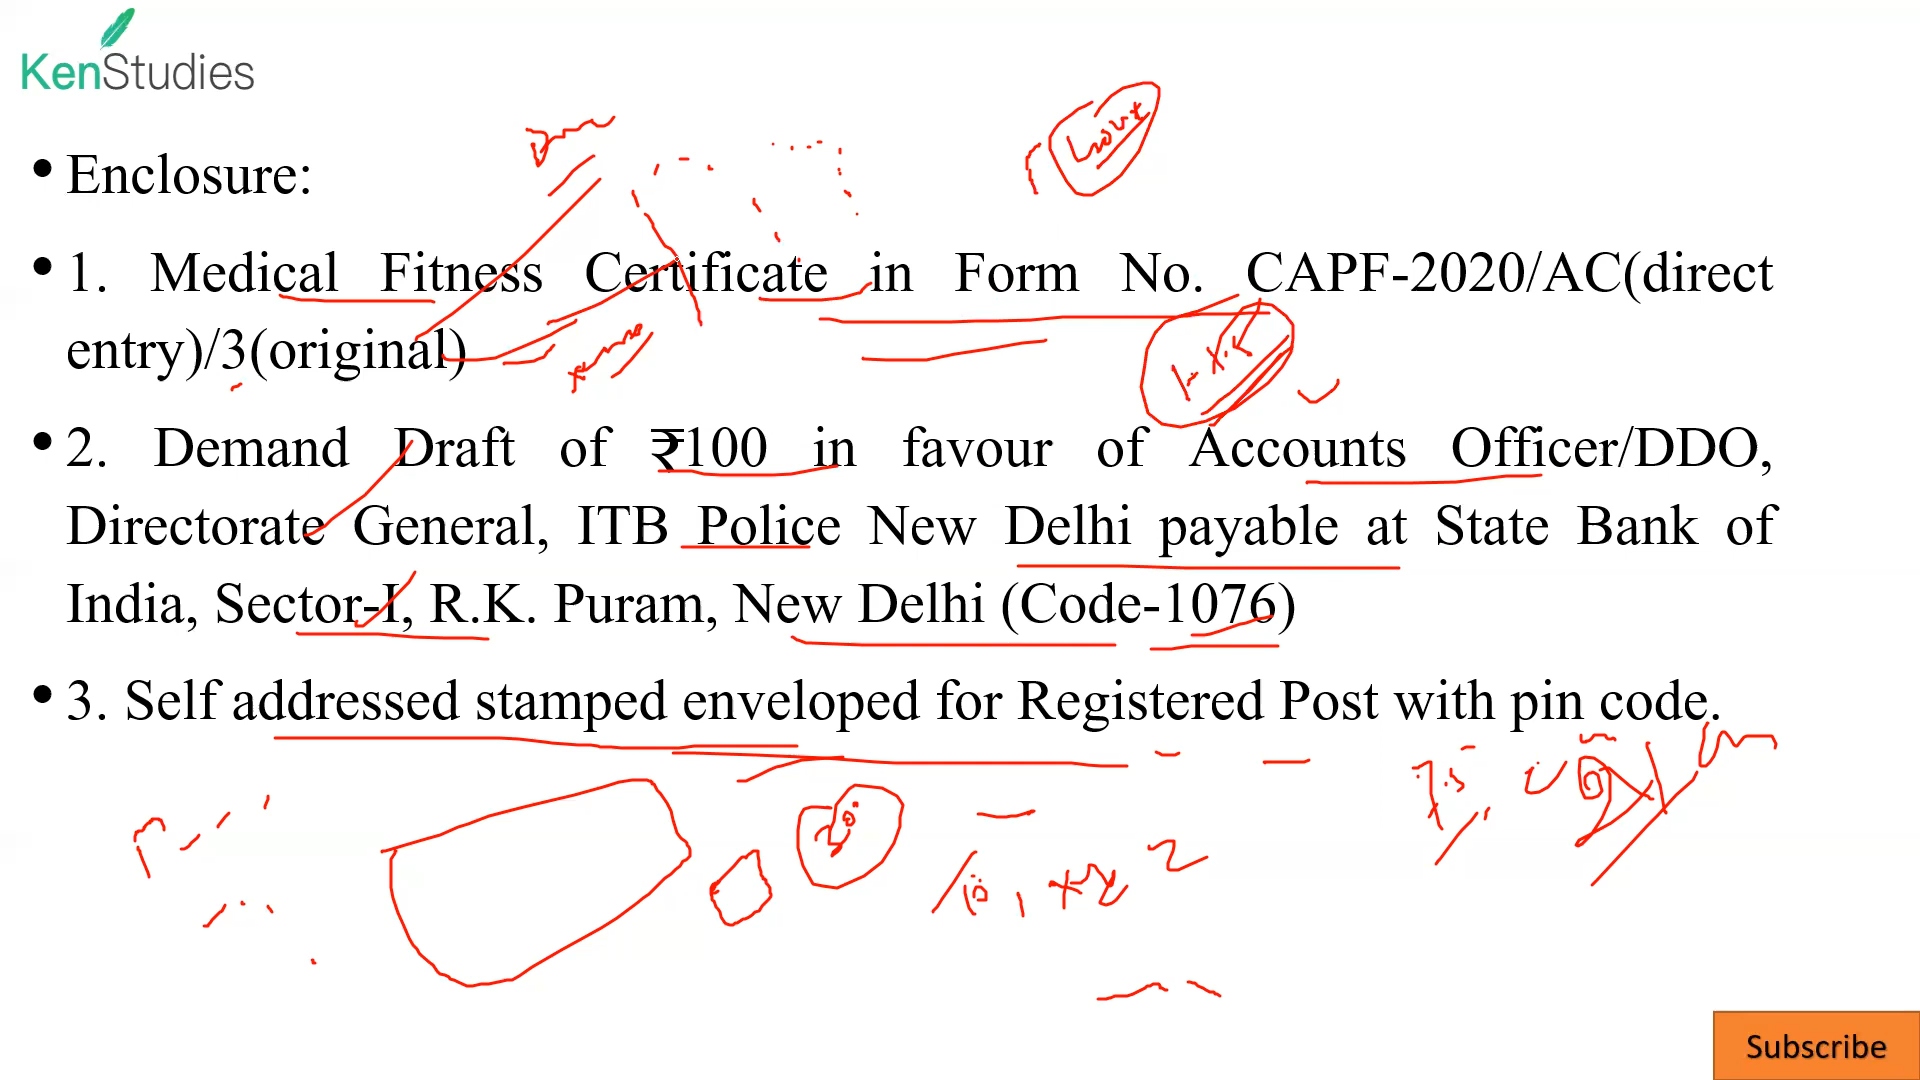 KenStudies
• Enclosure:
• 1. Medical Fitness Certificate in Form No. CAPF-2020/AC(direct
entry)/3(original)
• 2. Demand Draft of ₹100 in favour of Accounts Officer/DDO,
Directorate General, ITB Police New Delhi payable at State Bank of
India, Sector-I, R.K. Puram, New Delhi (Code-1076)
• 3. Self addressed stamped enveloped for Registered Post with pin code.
Subscribe